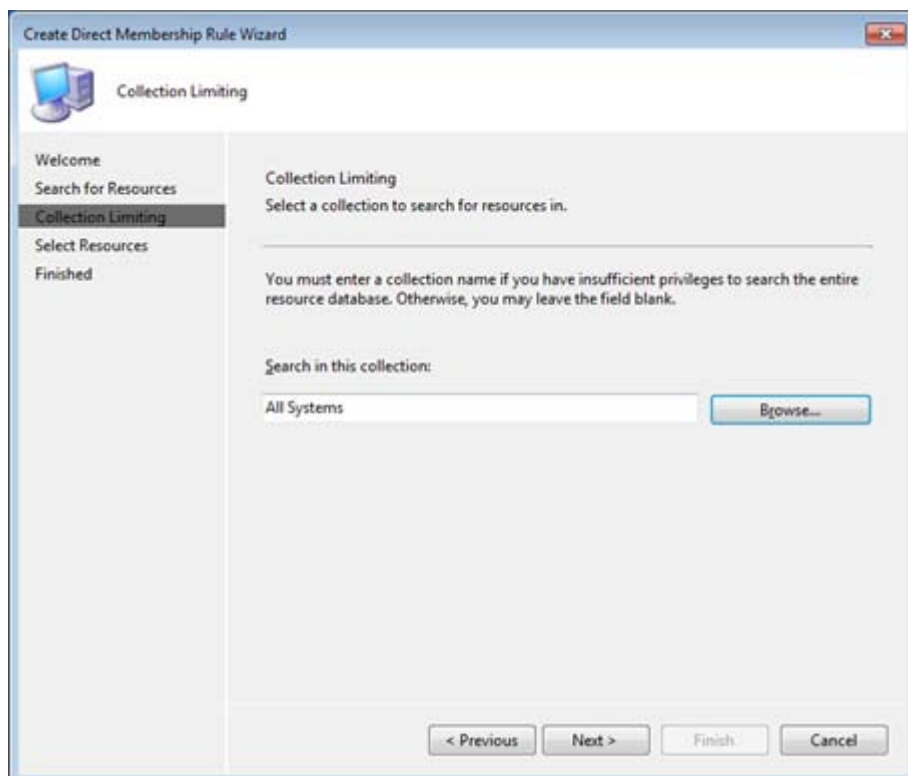 Create Direct Membership Rule Wizard
Collection Limiting
Welcome
Search for Resources
Collection Limiting
Select Resources
Finished
Collection Limiting
Select a collection to search for resources in.
You must enter a collection name if you have insufficient privileges to search the entire
resource database. Otherwise, you may leave the field blank.
Search in this collection:
All Systems
Browse...
< Previous
Next >
Finish
Cancel